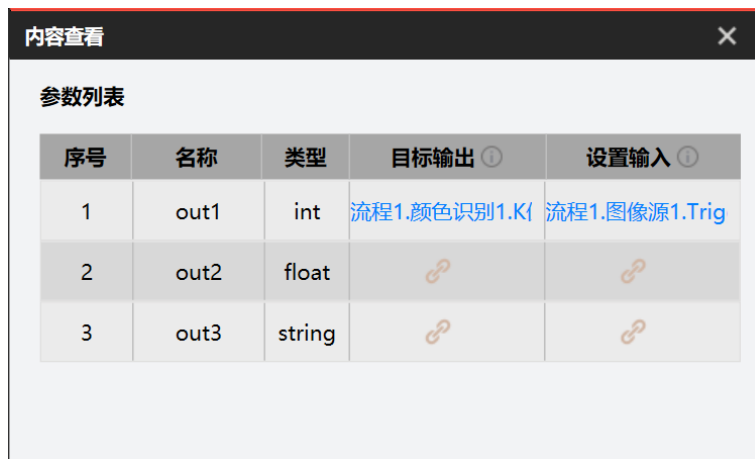 内容查看
参数列表
序号 名称 类型 目标输出 设置输入
1 out1 int 流程1.颜色识别1.K 流程1.图像源1.Trig
2 out2 float
3 out3 string